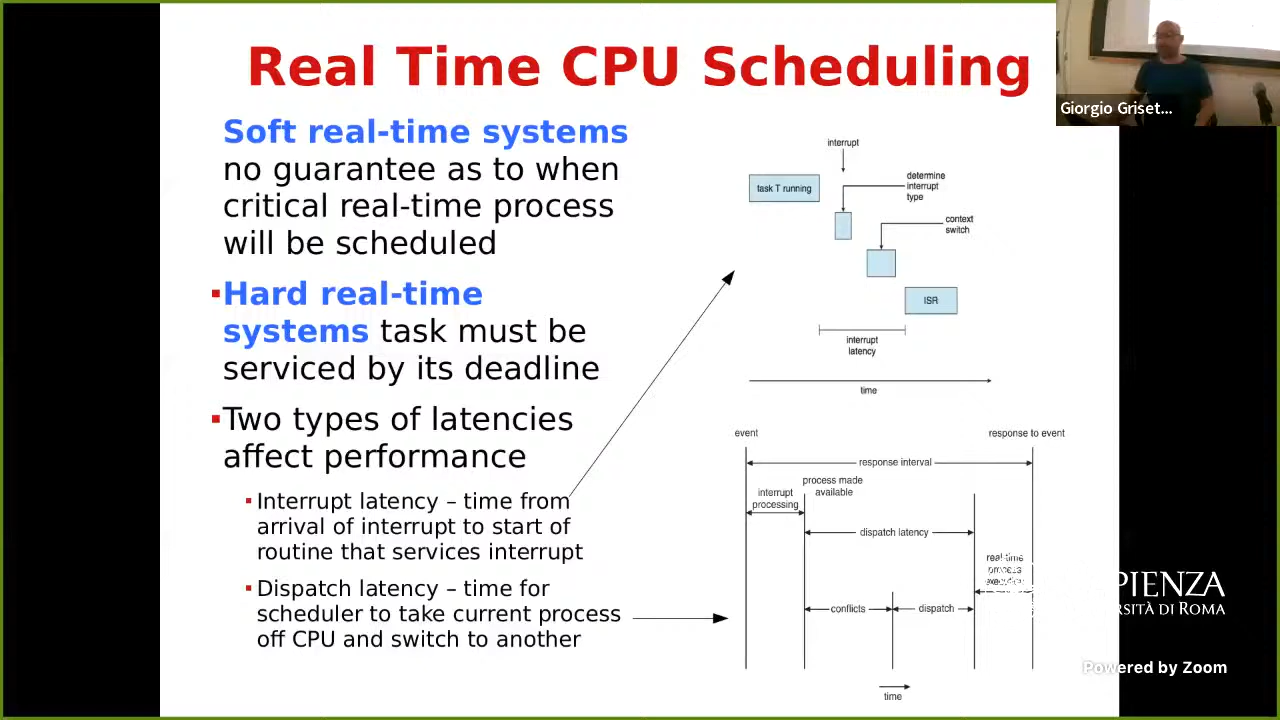 Real Time CPU Scheduling
Giorgio Griset...
Soft real-time systems
no guarantee as to when
critical real-time process
will be scheduled
▪Hard real-time
systems task must be
serviced by its deadline
▪Two types of latencies
affect performance
▪Interrupt latency – time from
arrival of interrupt to start of
routine that services interrupt
▪Dispatch latency – time for
scheduler to take current process
off CPU and switch to another
interrupt
task T running
determine
interrupt
type
context
switch
ISR
interrupt
latency
time
event
response to event
response interval
process made
available
interrupt
processing
dispatch latency
real-time
process
conflicts
dispatch
time
PIENZA
RSITÀ DI ROMA
Powered by Zoom